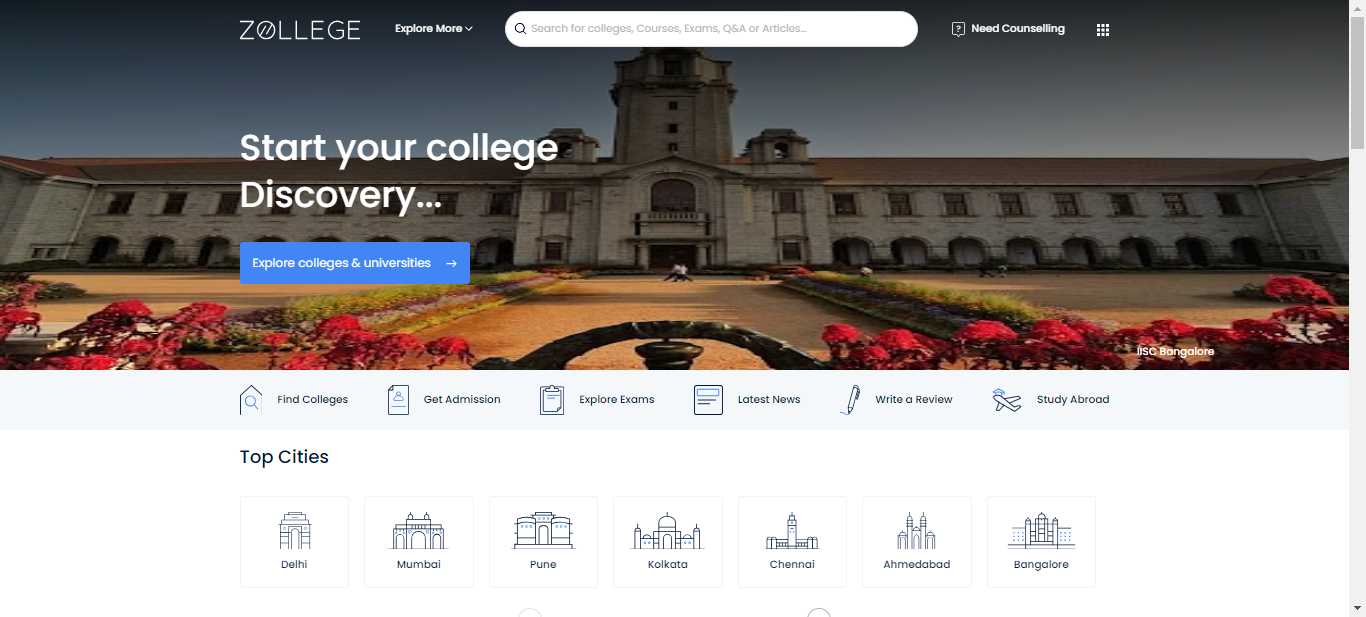 ZOLLEGE
Explore More
Search for colleges, Courses, Exams, Q&A or Articles...
Need Counselling
Start your college
Discovery...
Explore colleges & universities →
IISC Bangalore
Find Colleges
Get Admission
Explore Exams
Latest News
Write a Review
Study Abroad
Top Cities
Delhi
Mumbai
Pune
Kolkata
Chennai
Ahmedabad
Bangalore